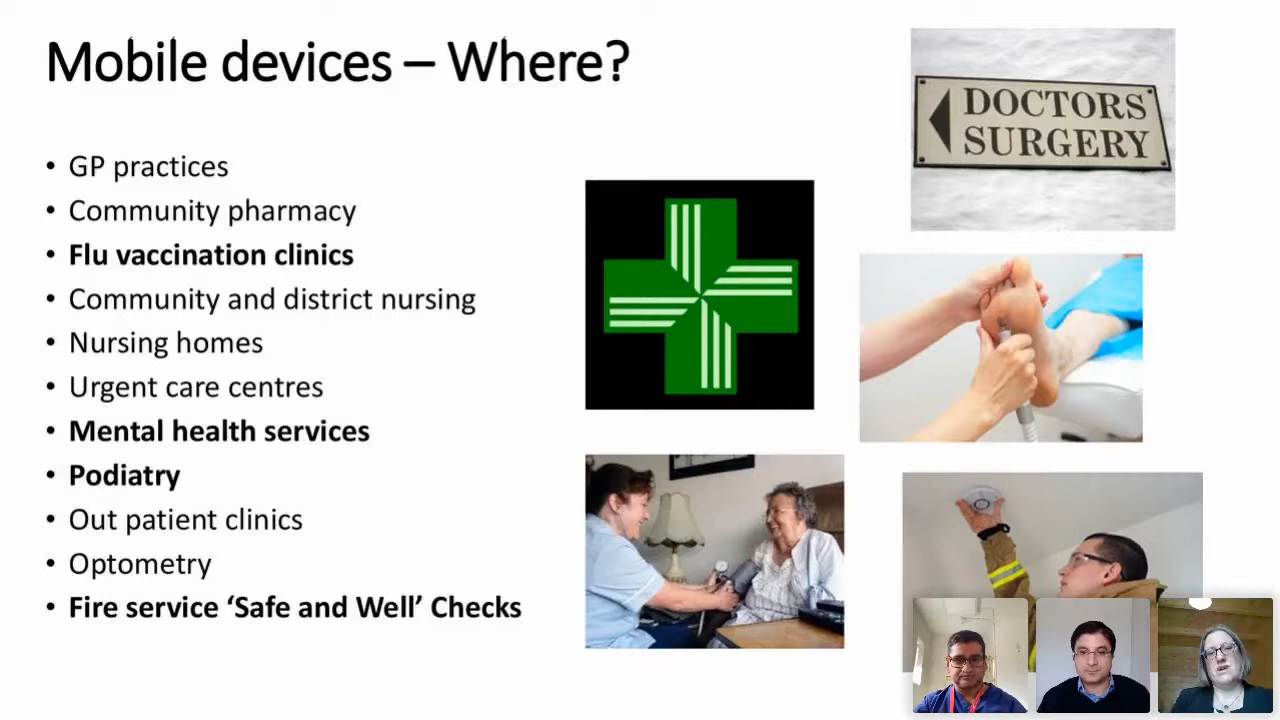 Mobile devices – Where?
• GP practices
• Community pharmacy
• Flu vaccination clinics
• Community and district nursing
• Nursing homes
• Urgent care centres
• Mental health services
• Podiatry
• Out patient clinics
• Optometry
• Fire service ‘Safe and Well’ Checks
DOCTORS
SURGERY